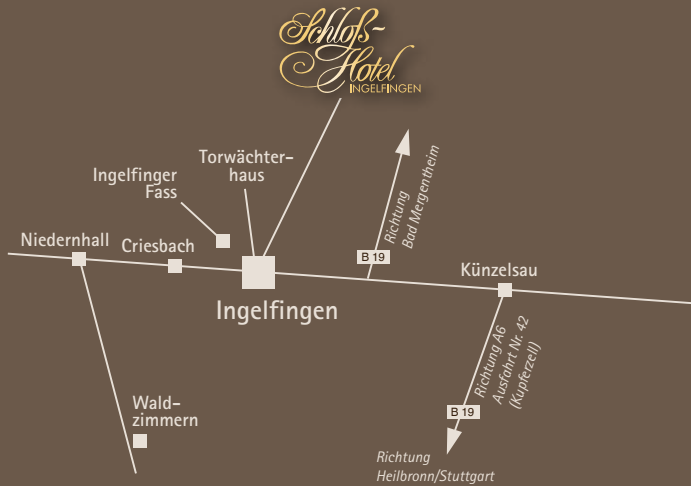 Schloß-
Hotel
INGELFINGEN
Torwächter-
haus
Ingelfinger
Fass
Richtung
Bad Mergentheim
B 19
Niedernhall
Criesbach
Künzelsau
Ingelfingen
Richtung A6
Ausfahrt Nr. 42
(Kupferzell)
Wald-
zimmern
B 19
Richtung
Heilbronn/Stuttgart